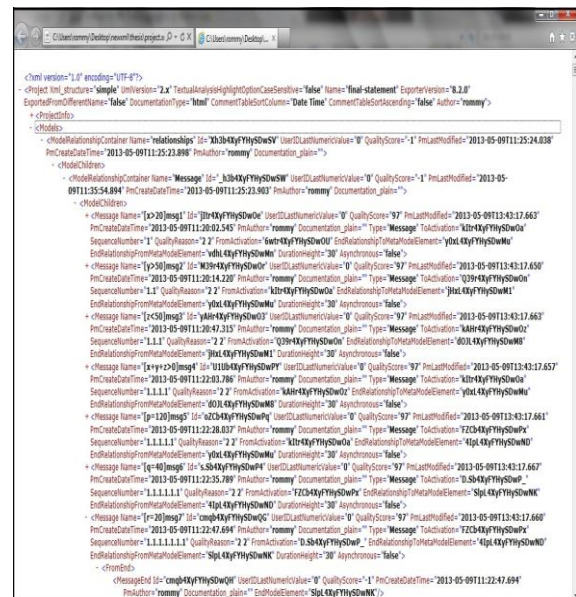 C:\Users\rommy\Desktop\newxml\thesis\project.x
C:\Users\rommy\Desktop\... X
<?xml version="1.0" encoding="UTF-8"?>
- <Project Xml_structure="simple" UmlVersion="2.x" TextualAnalysisHighlightOptionCaseSensitive="false" Name="final-statement" ExporterVersion="8.2.0"
ExportedFromDifferentName="false" DocumentationType="html" CommentTableSortColumn="Date Time" CommentTableSortAscending="false" Author="rommy">
+ <ProjectInfo>
- <Models>
- <ModelRelationshipContainer Name="relationships" Id="Xh3b4XyFYHySDwSV" UserIDLastNumericValue="0" QualityScore="-1" PmLastModified="2013-05-09T11:25:24.038"
PmCreateDateTime="2013-05-09T11:25:23.898" PmAuthor="rommy" Documentation_plain="">
- <ModelChildren>
- <ModelRelationshipContainer Name="Message" Id="_h3b4XyFYHySDwSW" UserIDLastNumericValue="0" QualityScore="-1" PmLastModified="2013-05-
09T11:35:54.894" PmCreateDateTime="2013-05-09T11:25:23.903" PmAuthor="rommy" Documentation_plain="">
- <ModelChildren>
+ <Message Name="[x>20]msg1" Id="jItr4XyFYHySDwOe" UserIDLastNumericValue="0" QualityScore="97" PmLastModified="2013-05-09T13:43:17.663"
PmCreateDateTime="2013-05-09T11:20:02.545" PmAuthor="rommy" Documentation_plain="" Type="Message" ToActivation="kItr4XyFYHySDwOa"
SequenceNumber="1" QualityReason="2 2" FromActivation="6wtr4XyFYHySDwOU" EndRelationshipToMetaModelElement="y0xL4XyFYHySDwMu"
EndRelationshipFromMetaModelElement="vdhL4XyFYHySDwMn" DurationHeight="30" Asynchronous="false">
+ <Message Name="[y>50]msg2" Id="M39r4XyFYHySDwOr" UserIDLastNumericValue="0" QualityScore="97" PmLastModified="2013-05-09T13:43:17.650"
PmCreateDateTime="2013-05-09T11:20:14.220" PmAuthor="rommy" Documentation_plain="" Type="Message" ToActivation="Q39r4XyFYHySDwOn"
SequenceNumber="1.1" QualityReason="2 2" FromActivation="kItr4XyFYHySDwOa" EndRelationshipToMetaModelElement="jHxL4XyFYHySDwM1"
EndRelationshipFromMetaModelElement="y0xL4XyFYHySDwMu" DurationHeight="30" Asynchronous="false">
+ <Message Name="[z<50]msg3" Id="yAHr4XyFYHySDwO3" UserIDLastNumericValue="0" QualityScore="97" PmLastModified="2013-05-09T13:43:17.663"
PmCreateDateTime="2013-05-09T11:20:47.315" PmAuthor="rommy" Documentation_plain="" Type="Message" ToActivation="kAHr4XyFYHySDwOz"
SequenceNumber="1.1.1" QualityReason="2 2" FromActivation="Q39r4XyFYHySDwOn" EndRelationshipToMetaModelElement="dOJL4XyFYHySDwM8"
EndRelationshipFromMetaModelElement="jHxL4XyFYHySDwM1" DurationHeight="30" Asynchronous="false">
+ <Message Name="[x+y+z>0]msg4" Id="U1Ub4XyFYHySDwPY" UserIDLastNumericValue="0" QualityScore="97" PmLastModified="2013-05-09T13:43:17.657"
PmCreateDateTime="2013-05-09T11:22:03.786" PmAuthor="rommy" Documentation_plain="" Type="Message" ToActivation="kItr4XyFYHySDwOa"
SequenceNumber="1.1.1.1" QualityReason="2 2" FromActivation="kAHr4XyFYHySDwOz" EndRelationshipToMetaModelElement="y0xL4XyFYHySDwMu"
EndRelationshipFromMetaModelElement="dOJL4XyFYHySDwM8" DurationHeight="30" Asynchronous="false">
+ <Message Name="[p=120]msg5" Id="oZCb4XyFYHySDwPq" UserIDLastNumericValue="0" QualityScore="97" PmLastModified="2013-05-09T13:43:17.661"
PmCreateDateTime="2013-05-09T11:22:28.037" PmAuthor="rommy" Documentation_plain="" Type="Message" ToActivation="FZCb4XyFYHySDwPx"
SequenceNumber="1.1.1.1.1" QualityReason="2 2" FromActivation="kItr4XyFYHySDwOa" EndRelationshipToMetaModelElement="4IpL4XyFYHySDwND"
EndRelationshipFromMetaModelElement="y0xL4XyFYHySDwMu" DurationHeight="30" Asynchronous="false">
+ <Message Name="[q=40]msg6" Id="s.Sb4XyFYHySDwP4" UserIDLastNumericValue="0" QualityScore="97" PmLastModified="2013-05-09T13:43:17.667"
PmCreateDateTime="2013-05-09T11:22:35.789" PmAuthor="rommy" Documentation_plain="" Type="Message" ToActivation="D.Sb4XyFYHySDwP_"
SequenceNumber="1.1.1.1.1.1" QualityReason="2 2" FromActivation="FZCb4XyFYHySDwPx" EndRelationshipToMetaModelElement="SlpL4XyFYHySDwNK"
EndRelationshipFromMetaModelElement="4IpL4XyFYHySDwND" DurationHeight="30" Asynchronous="false">
- <Message Name="[r=20]msg7" Id="cmqb4XyFYHySDwQG" UserIDLastNumericValue="0" QualityScore="97" PmLastModified="2013-05-09T13:43:17.660"
PmCreateDateTime="2013-05-09T11:22:47.694" PmAuthor="rommy" Documentation_plain="" Type="Message" ToActivation="FZCb4XyFYHySDwPx"
SequenceNumber="1.1.1.1.1.1.1" QualityReason="2 2" FromActivation="D.Sb4XyFYHySDwP_" EndRelationshipToMetaModelElement="4IpL4XyFYHySDwND"
EndRelationshipFromMetaModelElement="SlpL4XyFYHySDwNK" DurationHeight="30" Asynchronous="false">
- <FromEnd>
<MessageEnd Id="cmqb4XyFYHySDwQH" UserIDLastNumericValue="0" QualityScore="-1" PmCreateDateTime="2013-05-09T11:22:47.694"
PmAuthor="rommy" Documentation_plain="" EndModelElement="SlpL4XyFYHySDwNK"/>